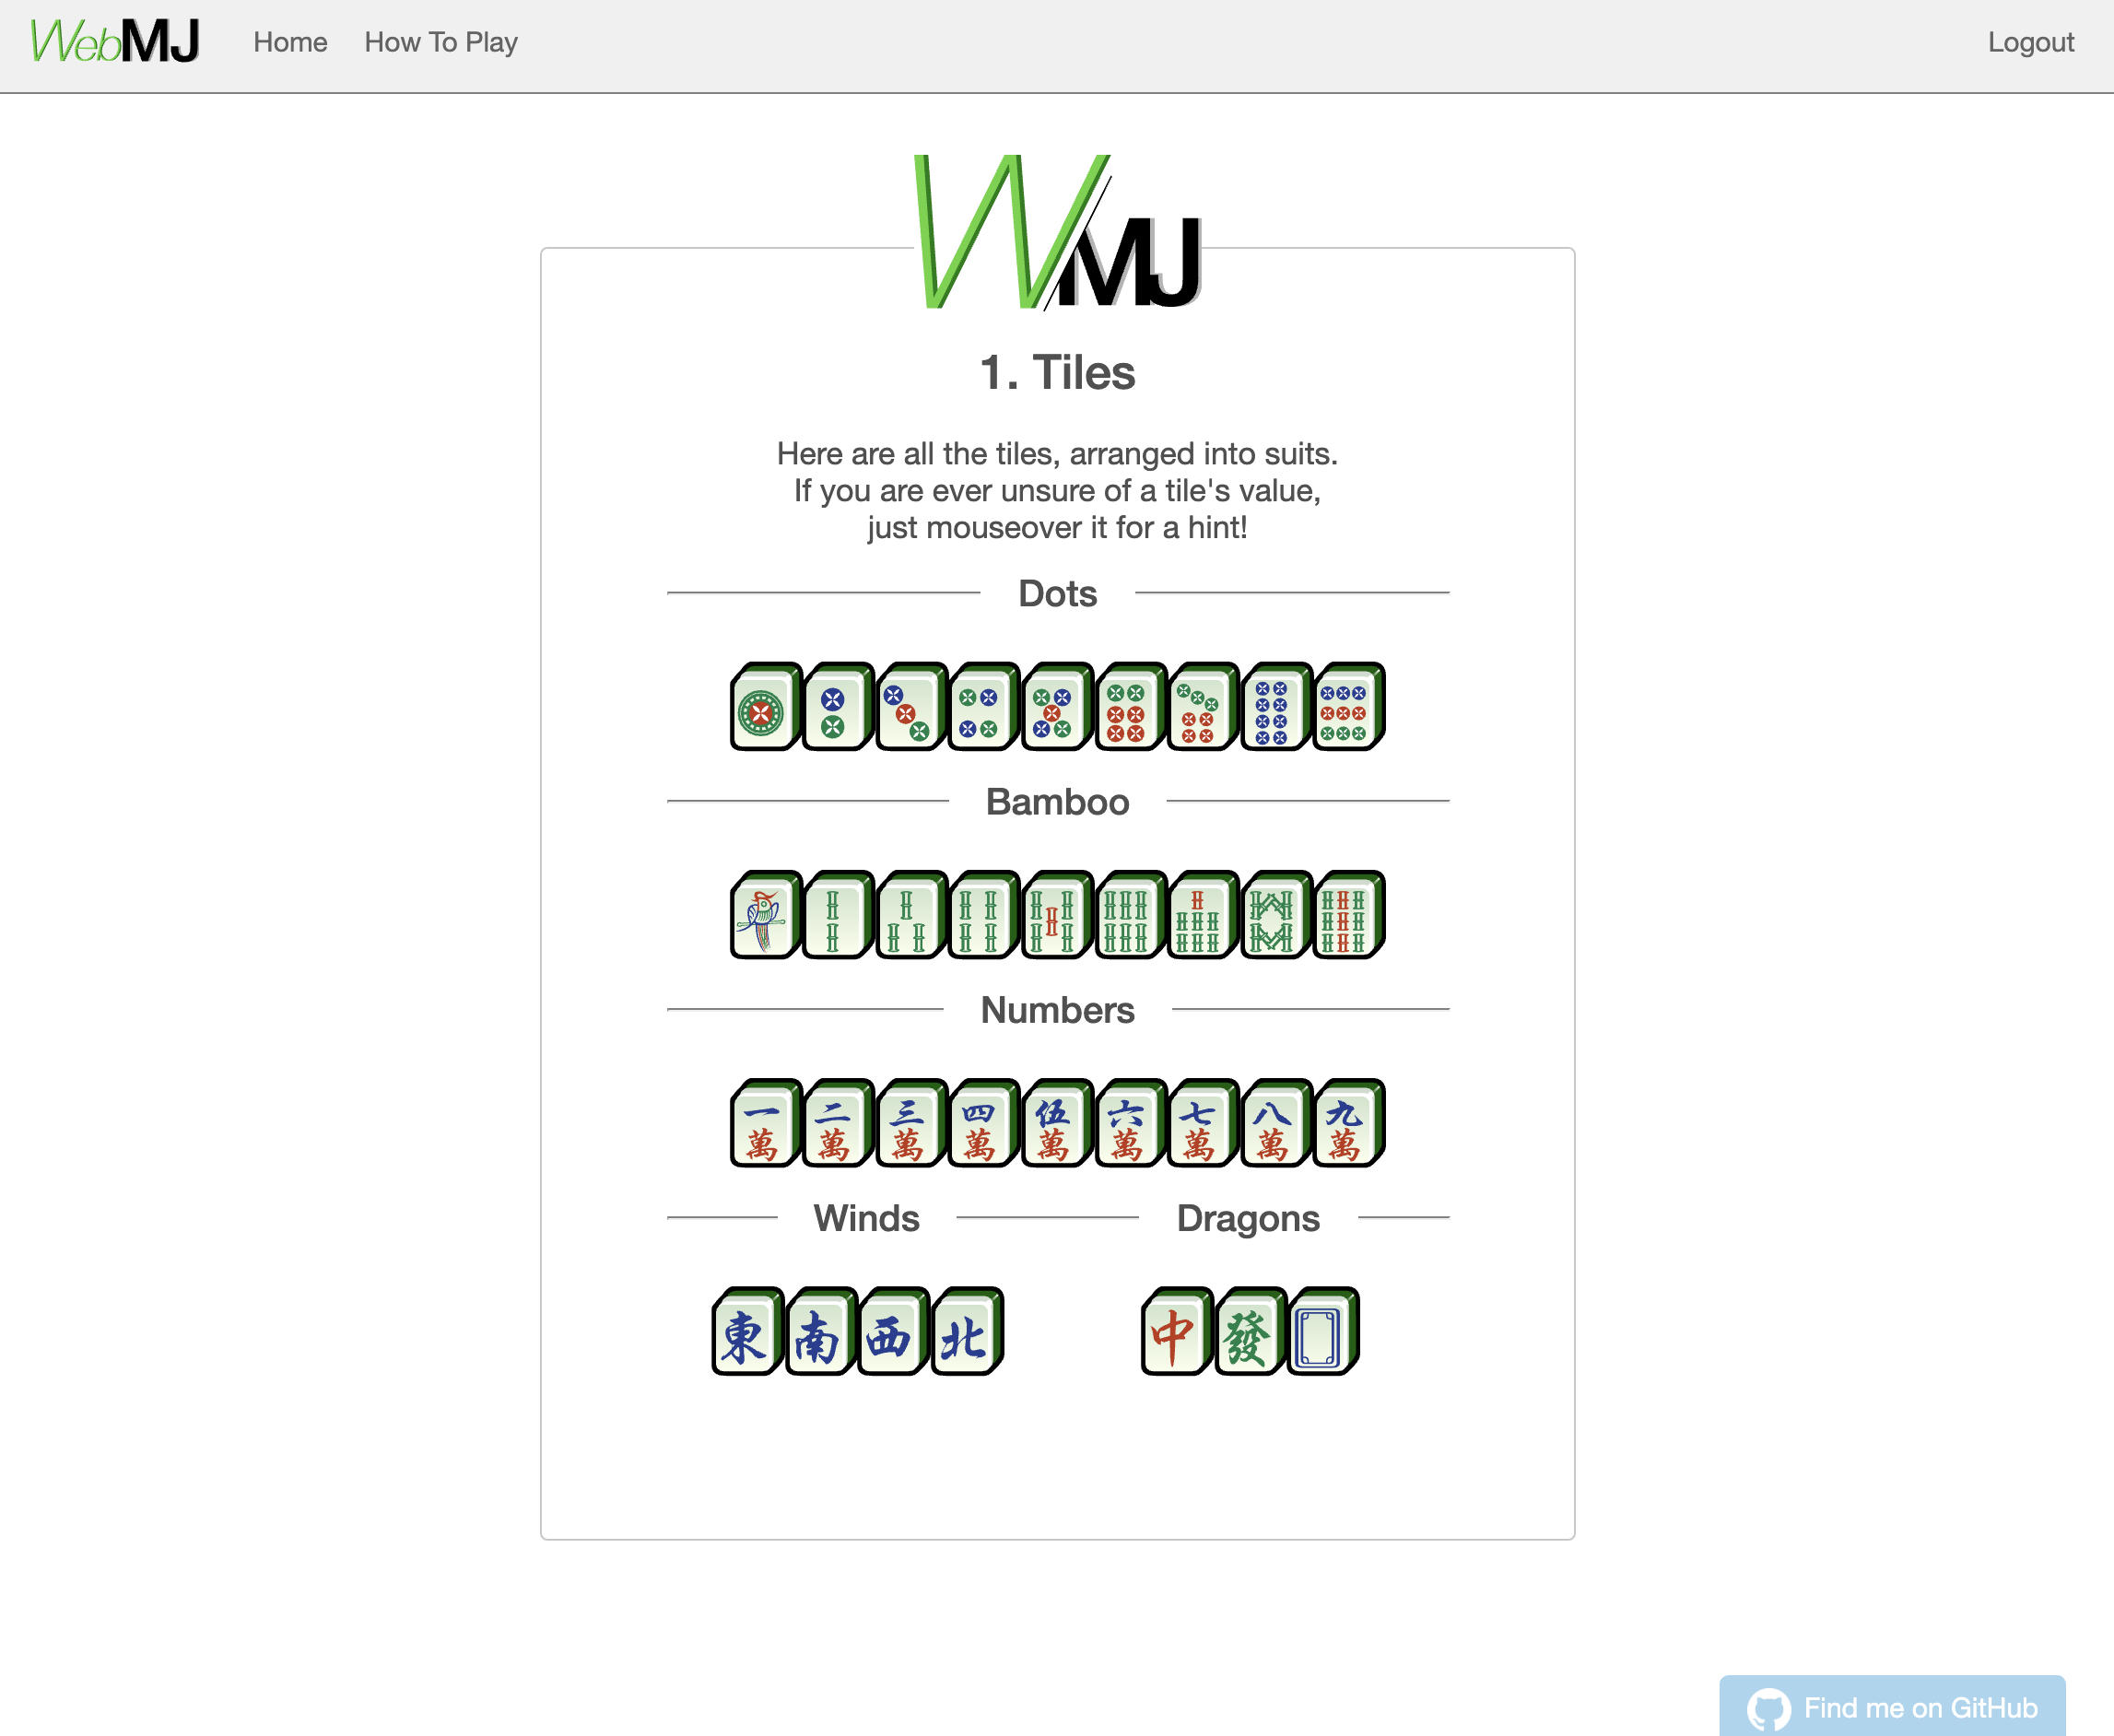 WebMJ Home How To Play Logout
WMJ
1. Tiles
Here are all the tiles, arranged into suits.
If you are ever unsure of a tile's value,
just mouseover it for a hint!
Dots
Bamboo
Numbers
一 二 三 四 伍 六 七 八 九
萬 萬 萬 萬 萬 萬 萬 萬 萬
Winds Dragons
東 南 西 北 中 發
Find me on GitHub